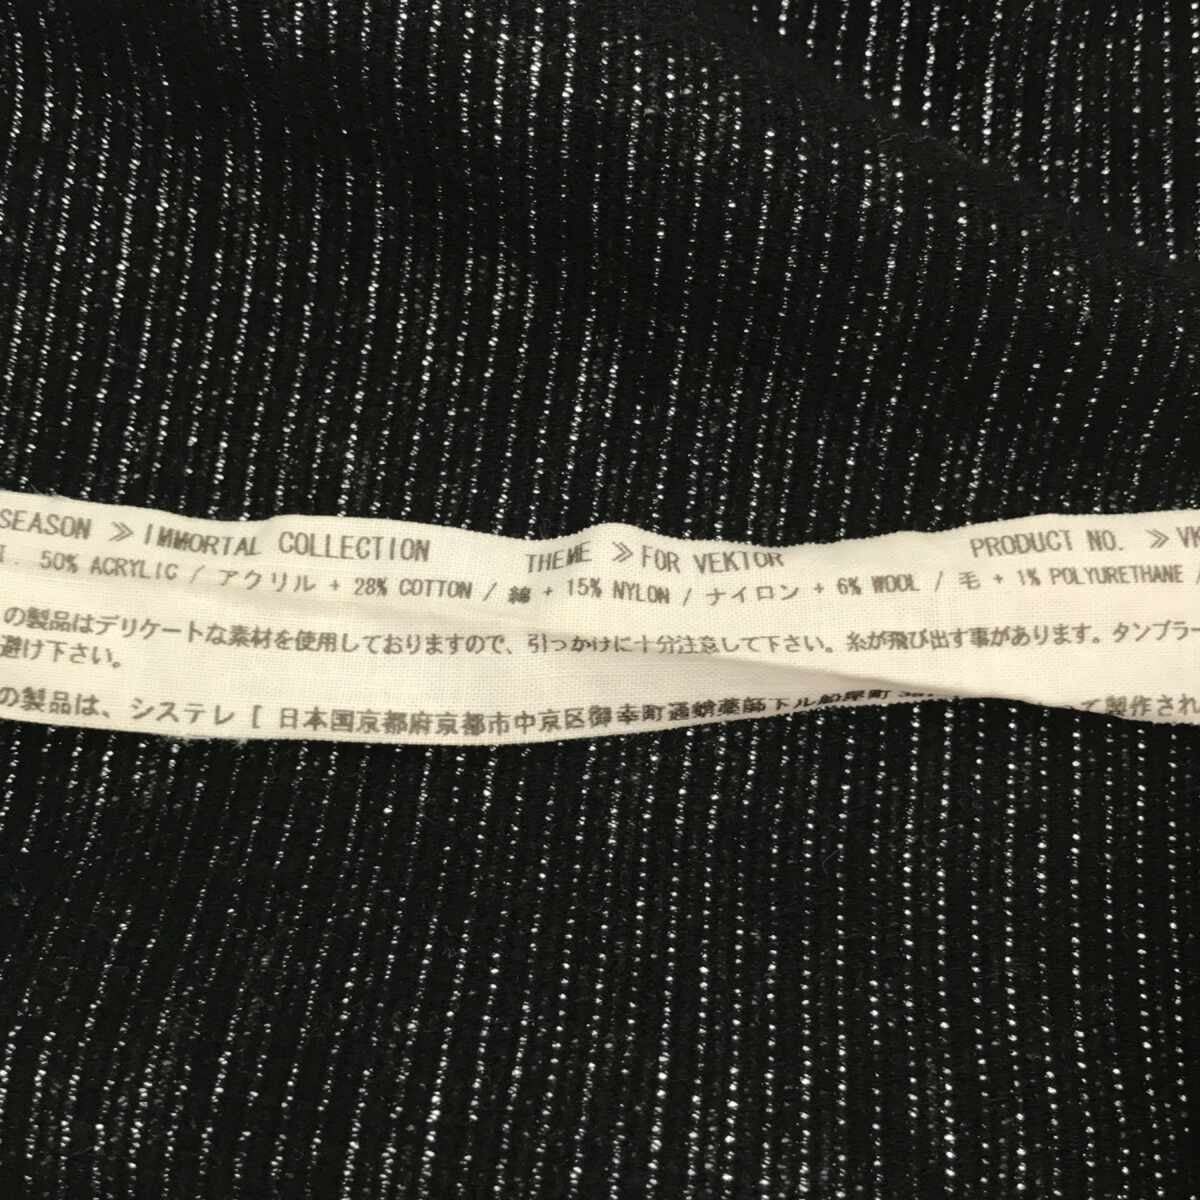 SEASON ≫ IMMORTAL COLLECTION THEME ≫ FOR VEKTOR PRODUCT NO. ≫ VK
50% ACRYLIC / アクリル + 28% COTTON / 綿 + 15% NYLON / ナイロン + 6% WOOL / 毛 + 1% POLYURETHANE /
の製品はデリケートな素材を使用しておりますので、引っかけに十分注意して下さい。糸が飛び出す事があります。タンブラー
避け下さい。
の製品は、システレ [ 日本国京都府京都市中京区御幸町通蛸薬師下ル船屋町 て製作され